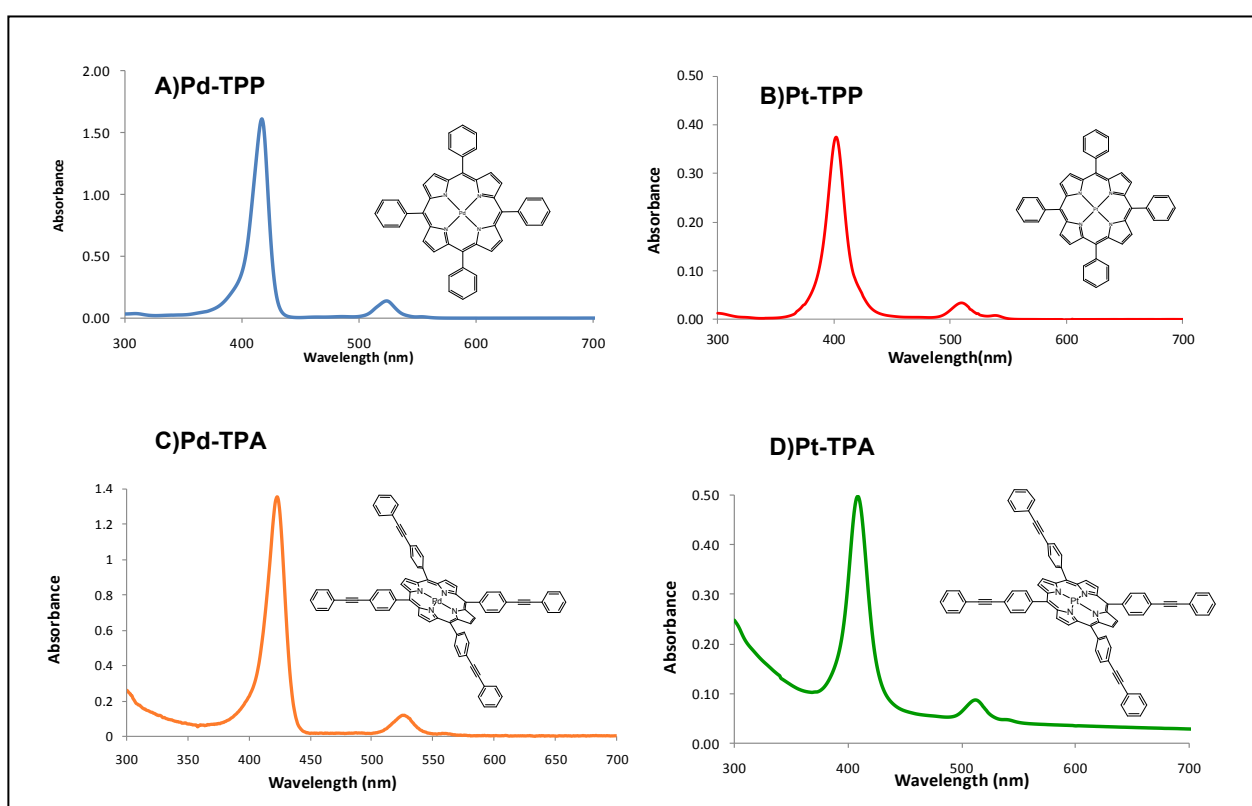 A)Pd-TPP
2.00
1.50
1.00
0.50
0.00
Absorbance
300
400
500
600
700
Wavelength (nm)
N
N
N
N
Pd
B)Pt-TPP
0.50
0.40
0.30
0.20
0.10
0.00
Absorbance
300
400
500
600
700
Wavelength(nm)
N
N
N
N
C)Pd-TPA
1.4
1.2
1
0.8
0.6
0.4
0.2
0
Absorbance
300
350
400
450
500
550
600
650
700
Wavelength (nm)
N
N
Pd
N
N
D)Pt-TPA
0.50
0.40
0.30
0.20
0.10
0.00
Absorbance
300
400
500
600
700
Wavelength (nm)
N
N
Pt
N
N